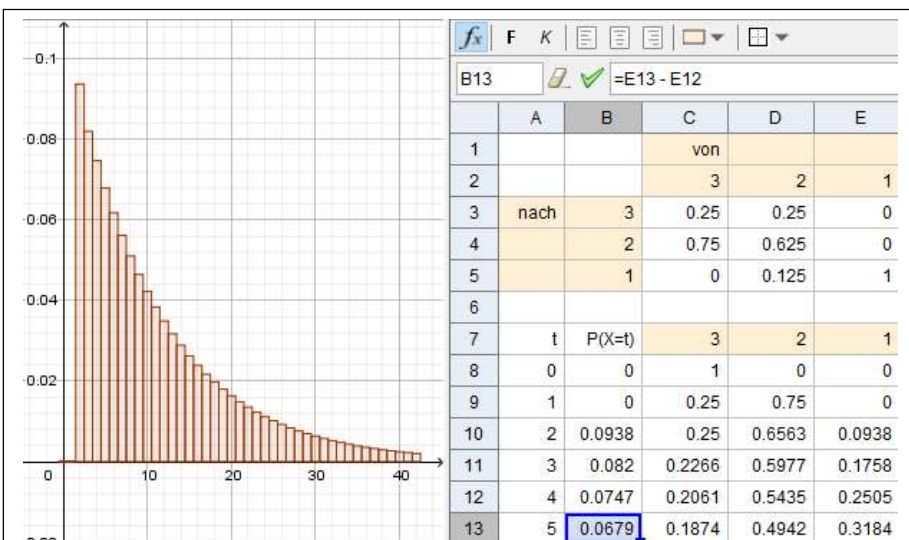 0.1
0.08
0.06
0.04
0.02
0 10 20 30 40
fx F K
B13 =E13 - E12
A B C D E
1 von
2 3 2 1
3 nach 3 0.25 0.25 0
4 2 0.75 0.625 0
5 1 0 0.125 1
6
7 t P(X=t) 3 2 1
8 0 0 1 0 0
9 1 0 0.25 0.75 0
10 2 0.0938 0.25 0.6563 0.0938
11 3 0.082 0.2266 0.5977 0.1758
12 4 0.0747 0.2061 0.5435 0.2505
13 5 0.0679 0.1874 0.4942 0.3184